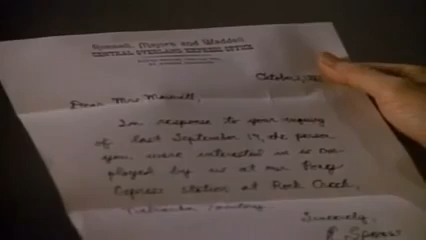 Russell, Majors and Waddell
CENTRAL OVERLAND EXPRESS
October
Dear Mrs
In response to your inquiry
of last September 17, the person
you were interested in is em-
ployed by us at our Pony
Express station at Rock Creek,
Nebraska Territory
Sincerely,